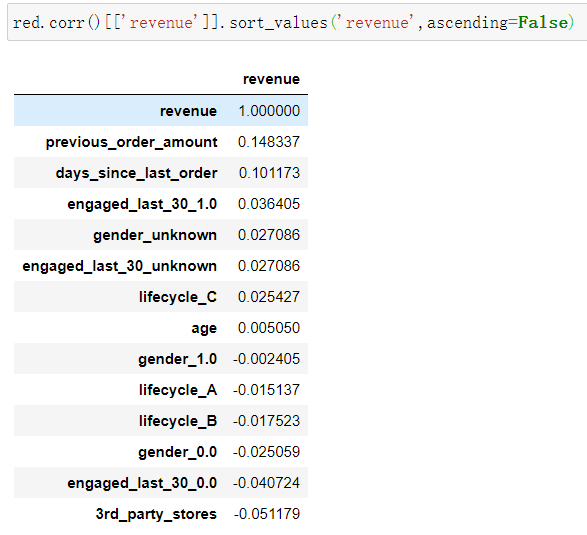 red.corr()[['revenue']].sort_values('revenue',ascending=False)
revenue
revenue 1.000000
previous_order_amount 0.148337
days_since_last_order 0.101173
engaged_last_30_1.0 0.036405
gender_unknown 0.027086
engaged_last_30_unknown 0.027086
lifecycle_C 0.025427
age 0.005050
gender_1.0 -0.002405
lifecycle_A -0.015137
lifecycle_B -0.017523
gender_0.0 -0.025059
engaged_last_30_0.0 -0.040724
3rd_party_stores -0.051179